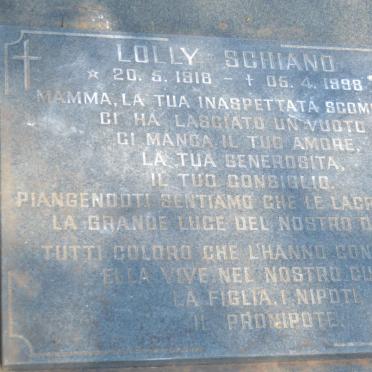 LOLLY SCHIANO
* 20. 5. 1918 - † 05. 4. 1998
MAMMA, LA TUA INASPETTATA
CI HA LASCIATO UN VUOTO
CI MANCA IL TUO AMORE,
LA TUA GENEROSITA,
IL TUO CONSIGLIO.
PIANGENDOTI SENTIAMO CHE LE
LA GRANDE LUCE DEL NOSTRO
TUTTI COLORO CHE L'HANNO
ELLA VIVE, NEL NOSTRO
LA FIGLIA, I NIPOTI,
IL PRONIPOTE.